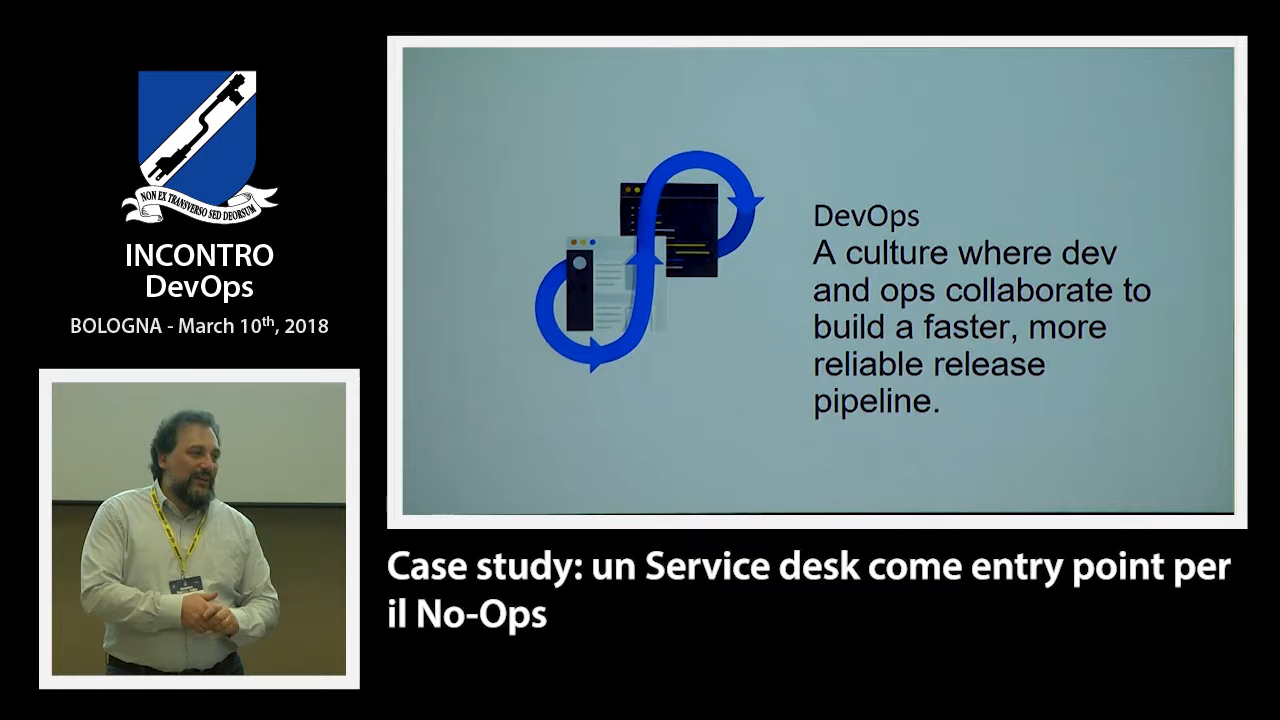 NON EX TRANSVERSO SED DEORSUM
INCONTRO
DevOps
BOLOGNA - March 10th, 2018
DevOps
A culture where dev
and ops collaborate to
build a faster, more
reliable release
pipeline.
Case study: un Service desk come entry point per
il No-Ops